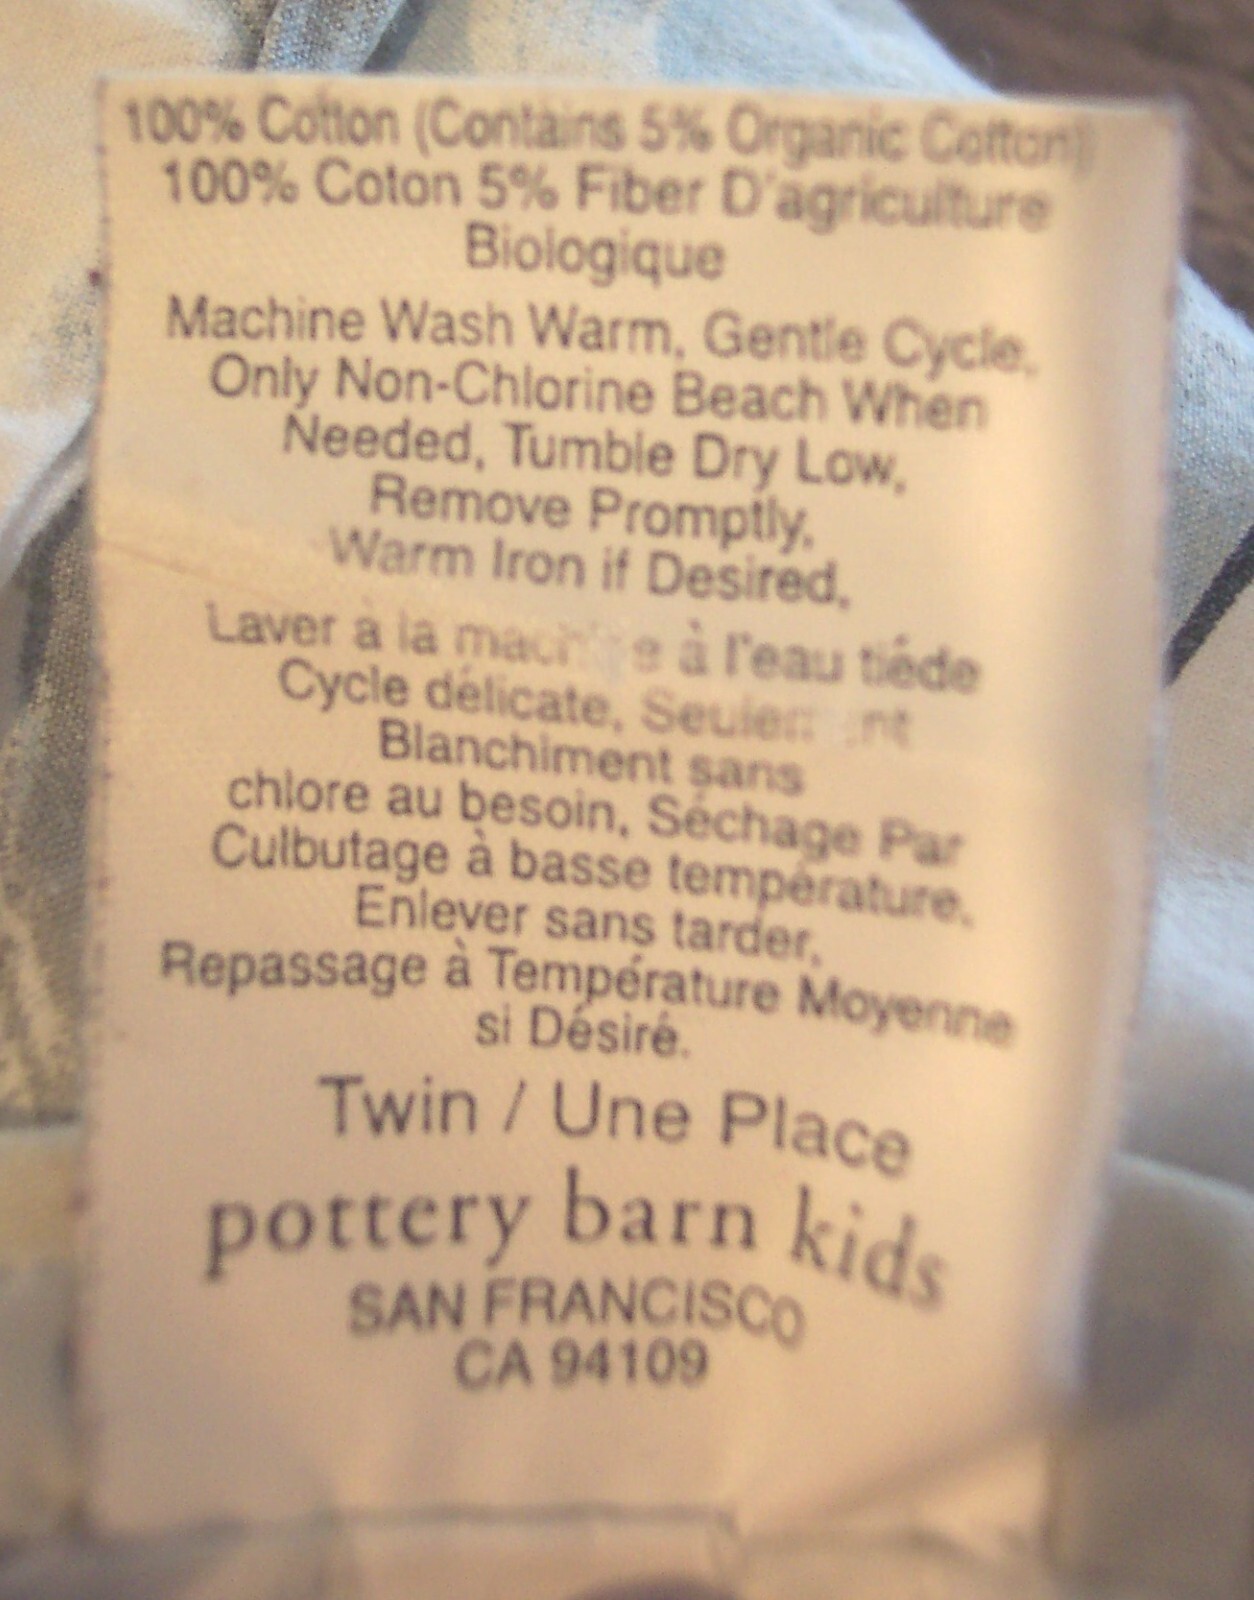 100% Cotton (Contains 5% Organic Cotton)
100% Coton 5% Fiber D'agriculture
Biologique
Machine Wash Warm, Gentle Cycle,
Only Non-Chlorine Beach When
Needed, Tumble Dry Low,
Remove Promptly,
Warm Iron if Desired,
Laver à la machine à l'eau tiéde
Cycle délicate, Seulement
Blanchiment sans
chlore au besoin, Séchage Par
Culbutage à basse température,
Enlever sans tarder,
Repassage à Température Moyenne
si Désiré.
Twin / Une Place
pottery barn kids
SAN FRANCISCO
CA 94109